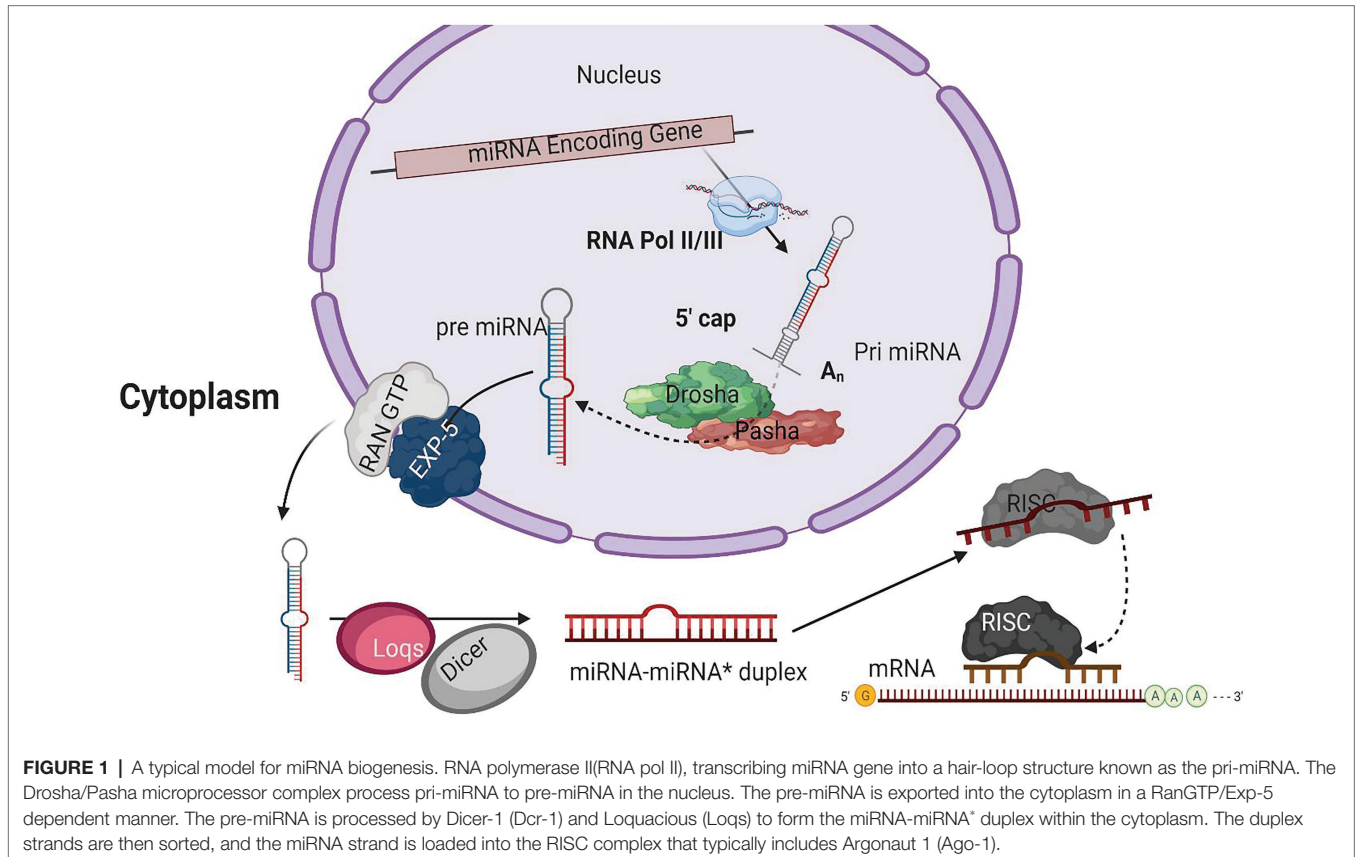 Nucleus
miRNA Encoding Gene
RNA Pol II/III
5' cap
pre miRNA
Pri miRNA
An
Drosha
Pasha
Cytoplasm
RAN GTP
EXP-5
RISC
Loqs
Dicer
miRNA-miRNA* duplex
RISC
mRNA
5' G A A A --- 3'
FIGURE 1 | A typical model for miRNA biogenesis. RNA polymerase II(RNA pol II), transcribing miRNA gene into a hair-loop structure known as the pri-miRNA. The
Drosha/Pasha microprocessor complex process pri-miRNA to pre-miRNA in the nucleus. The pre-miRNA is exported into the cytoplasm in a RanGTP/Exp-5
dependent manner. The pre-miRNA is processed by Dicer-1 (Dcr-1) and Loquacious (Loqs) to form the miRNA-miRNA* duplex within the cytoplasm. The duplex
strands are then sorted, and the miRNA strand is loaded into the RISC complex that typically includes Argonaut 1 (Ago-1).